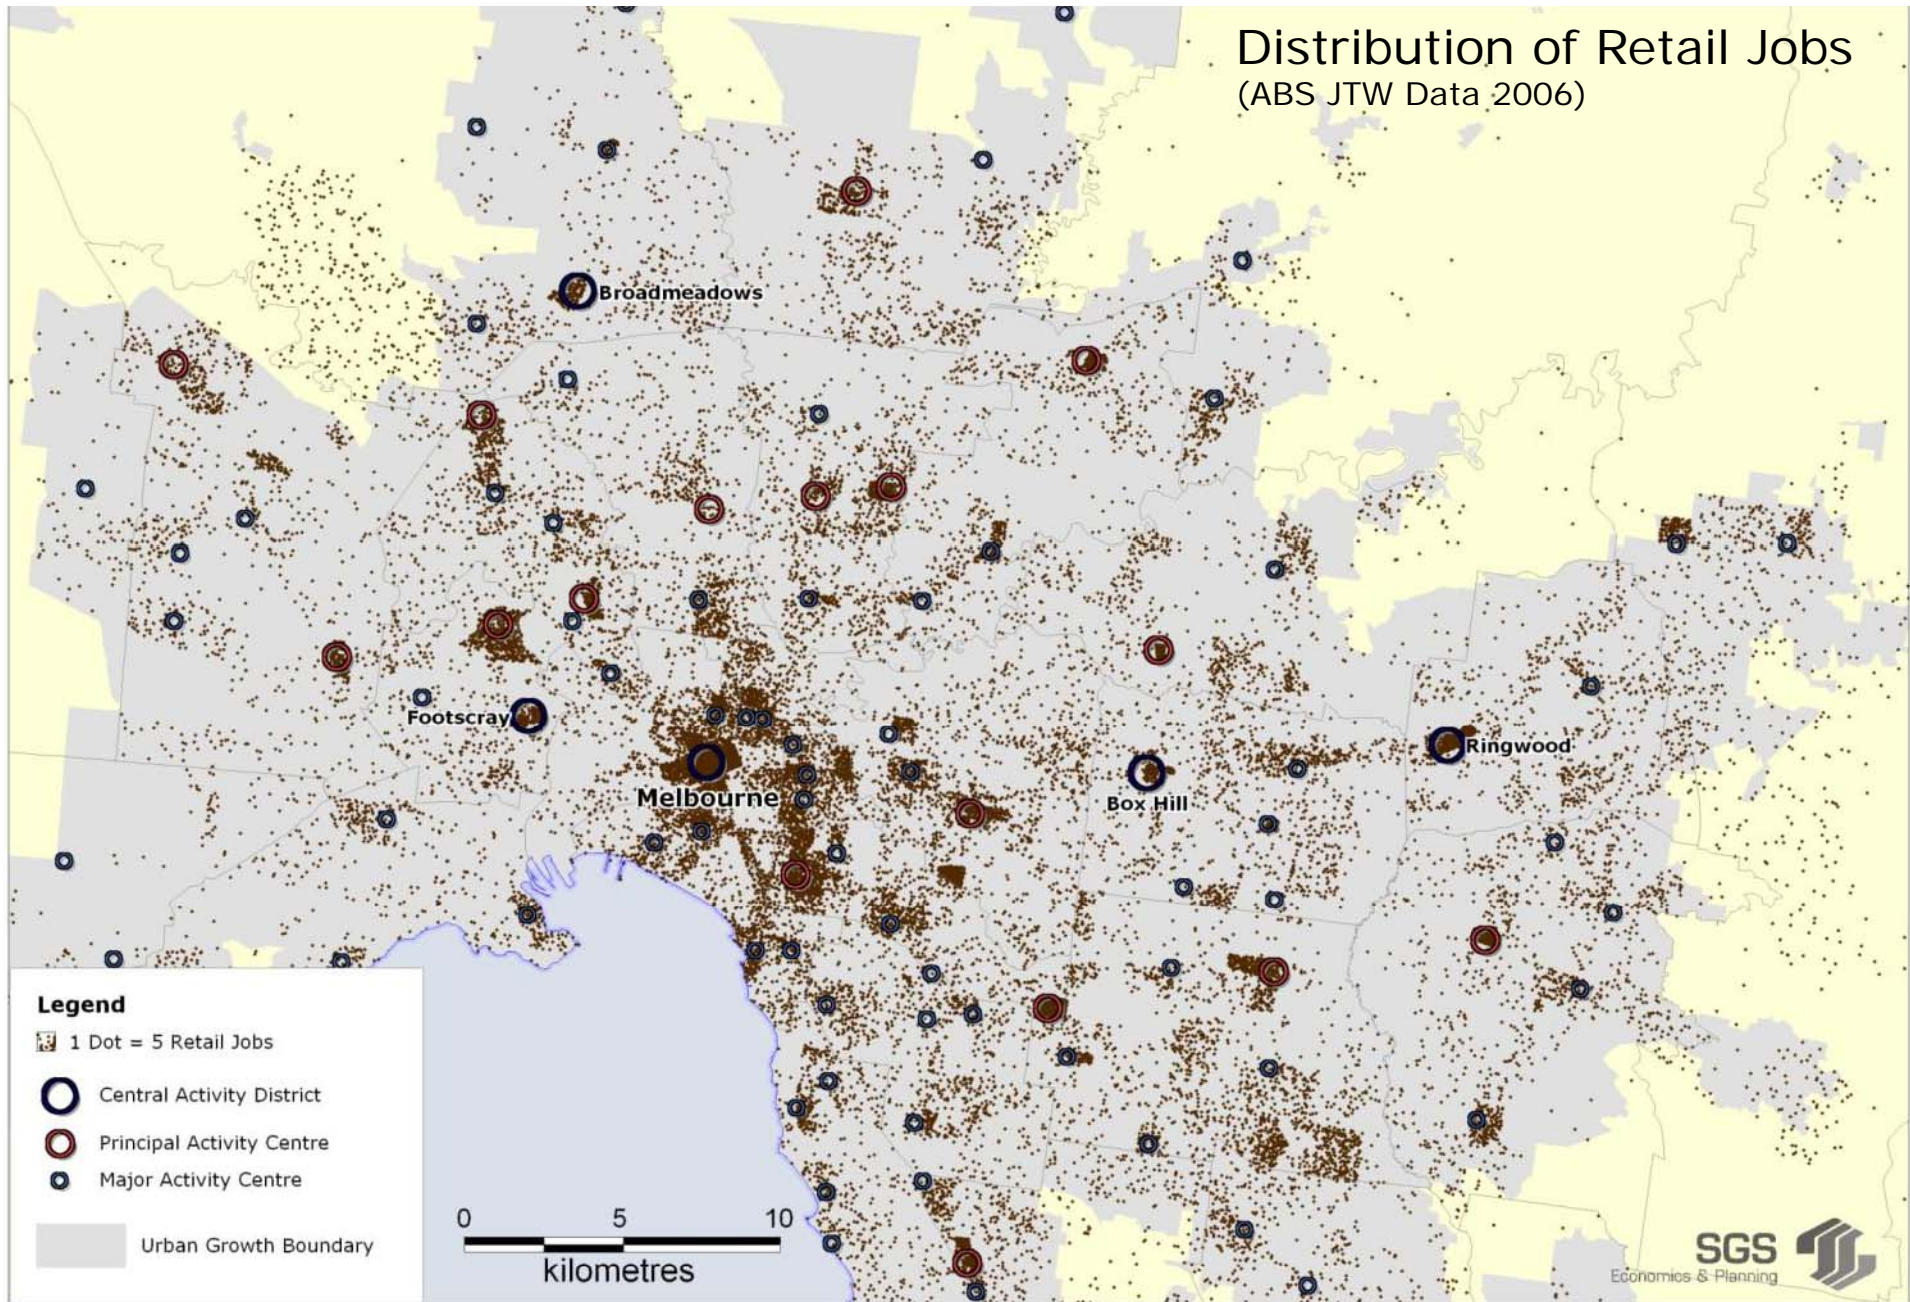 Distribution of Retail Jobs
(ABS JTW Data 2006)
Broadmeadows
Footscray
Melbourne
Box Hill
Ringwood
Legend
1 Dot = 5 Retail Jobs
Central Activity District
Principal Activity Centre
Major Activity Centre
Urban Growth Boundary
0 5 10
kilometres
SGS
Economics & Planning